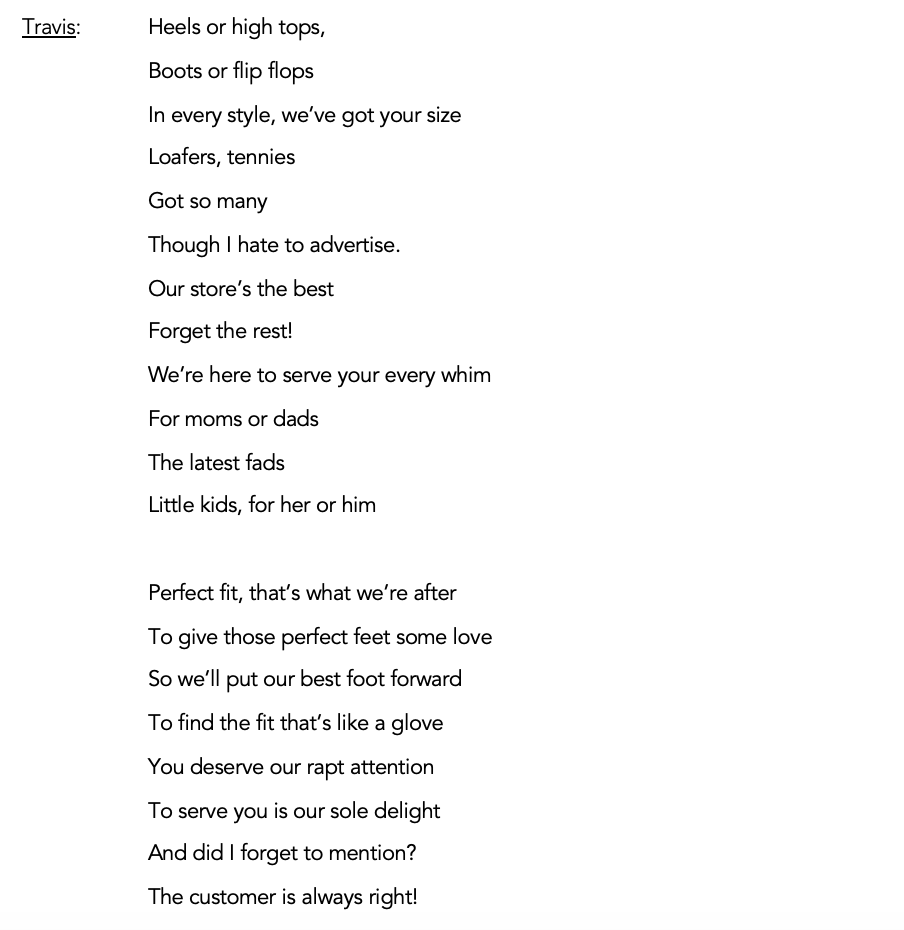 Travis: Heels or high tops,
Boots or flip flops
In every style, we’ve got your size
Loafers, tennies
Got so many
Though I hate to advertise.
Our store’s the best
Forget the rest!
We’re here to serve your every whim
For moms or dads
The latest fads
Little kids, for her or him
Perfect fit, that’s what we’re after
To give those perfect feet some love
So we’ll put our best foot forward
To find the fit that’s like a glove
You deserve our rapt attention
To serve you is our sole delight
And did I forget to mention?
The customer is always right!